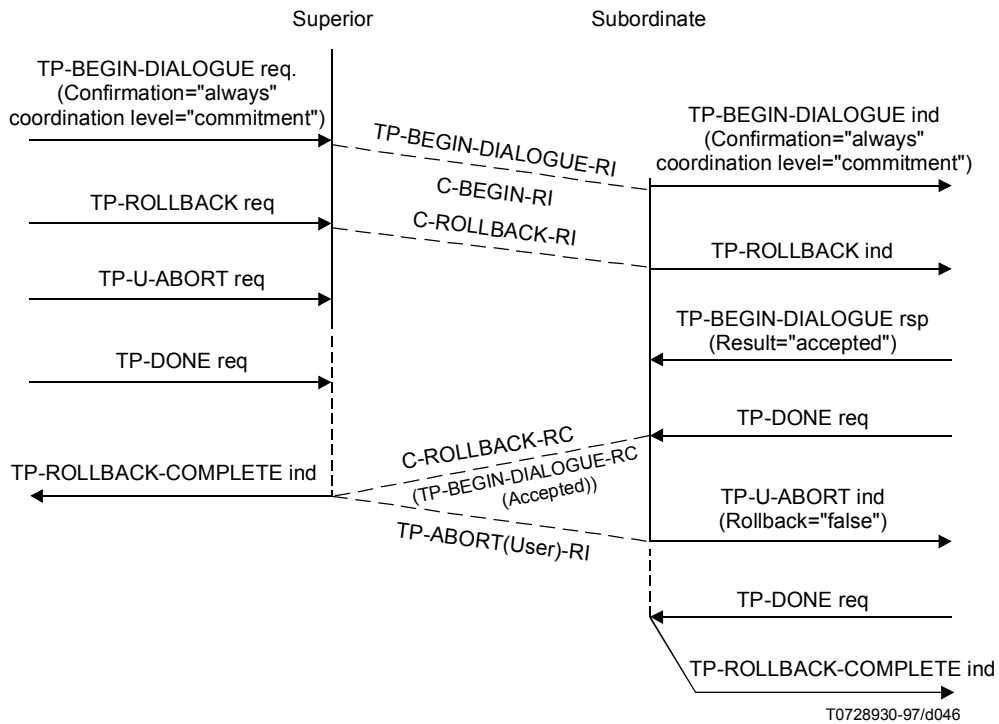 Superior
Subordinate
TP-BEGIN-DIALOGUE req.
(Confirmation="always"
coordination level="commitment")
TP-BEGIN-DIALOGUE ind
(Confirmation="always"
coordination level="commitment")
TP-BEGIN-DIALOGUE-RI
C-BEGIN-RI
TP-ROLLBACK req
C-ROLLBACK-RI
TP-ROLLBACK ind
TP-U-ABORT req
TP-BEGIN-DIALOGUE rsp
(Result="accepted")
TP-DONE req
TP-DONE req
C-ROLLBACK-RC
TP-ROLLBACK-COMPLETE ind
(TP-BEGIN-DIALOGUE-RC
(Accepted))
TP-U-ABORT ind
(Rollback="false")
TP-ABORT(User)-RI
TP-DONE req
TP-ROLLBACK-COMPLETE ind
T0728930-97/d046